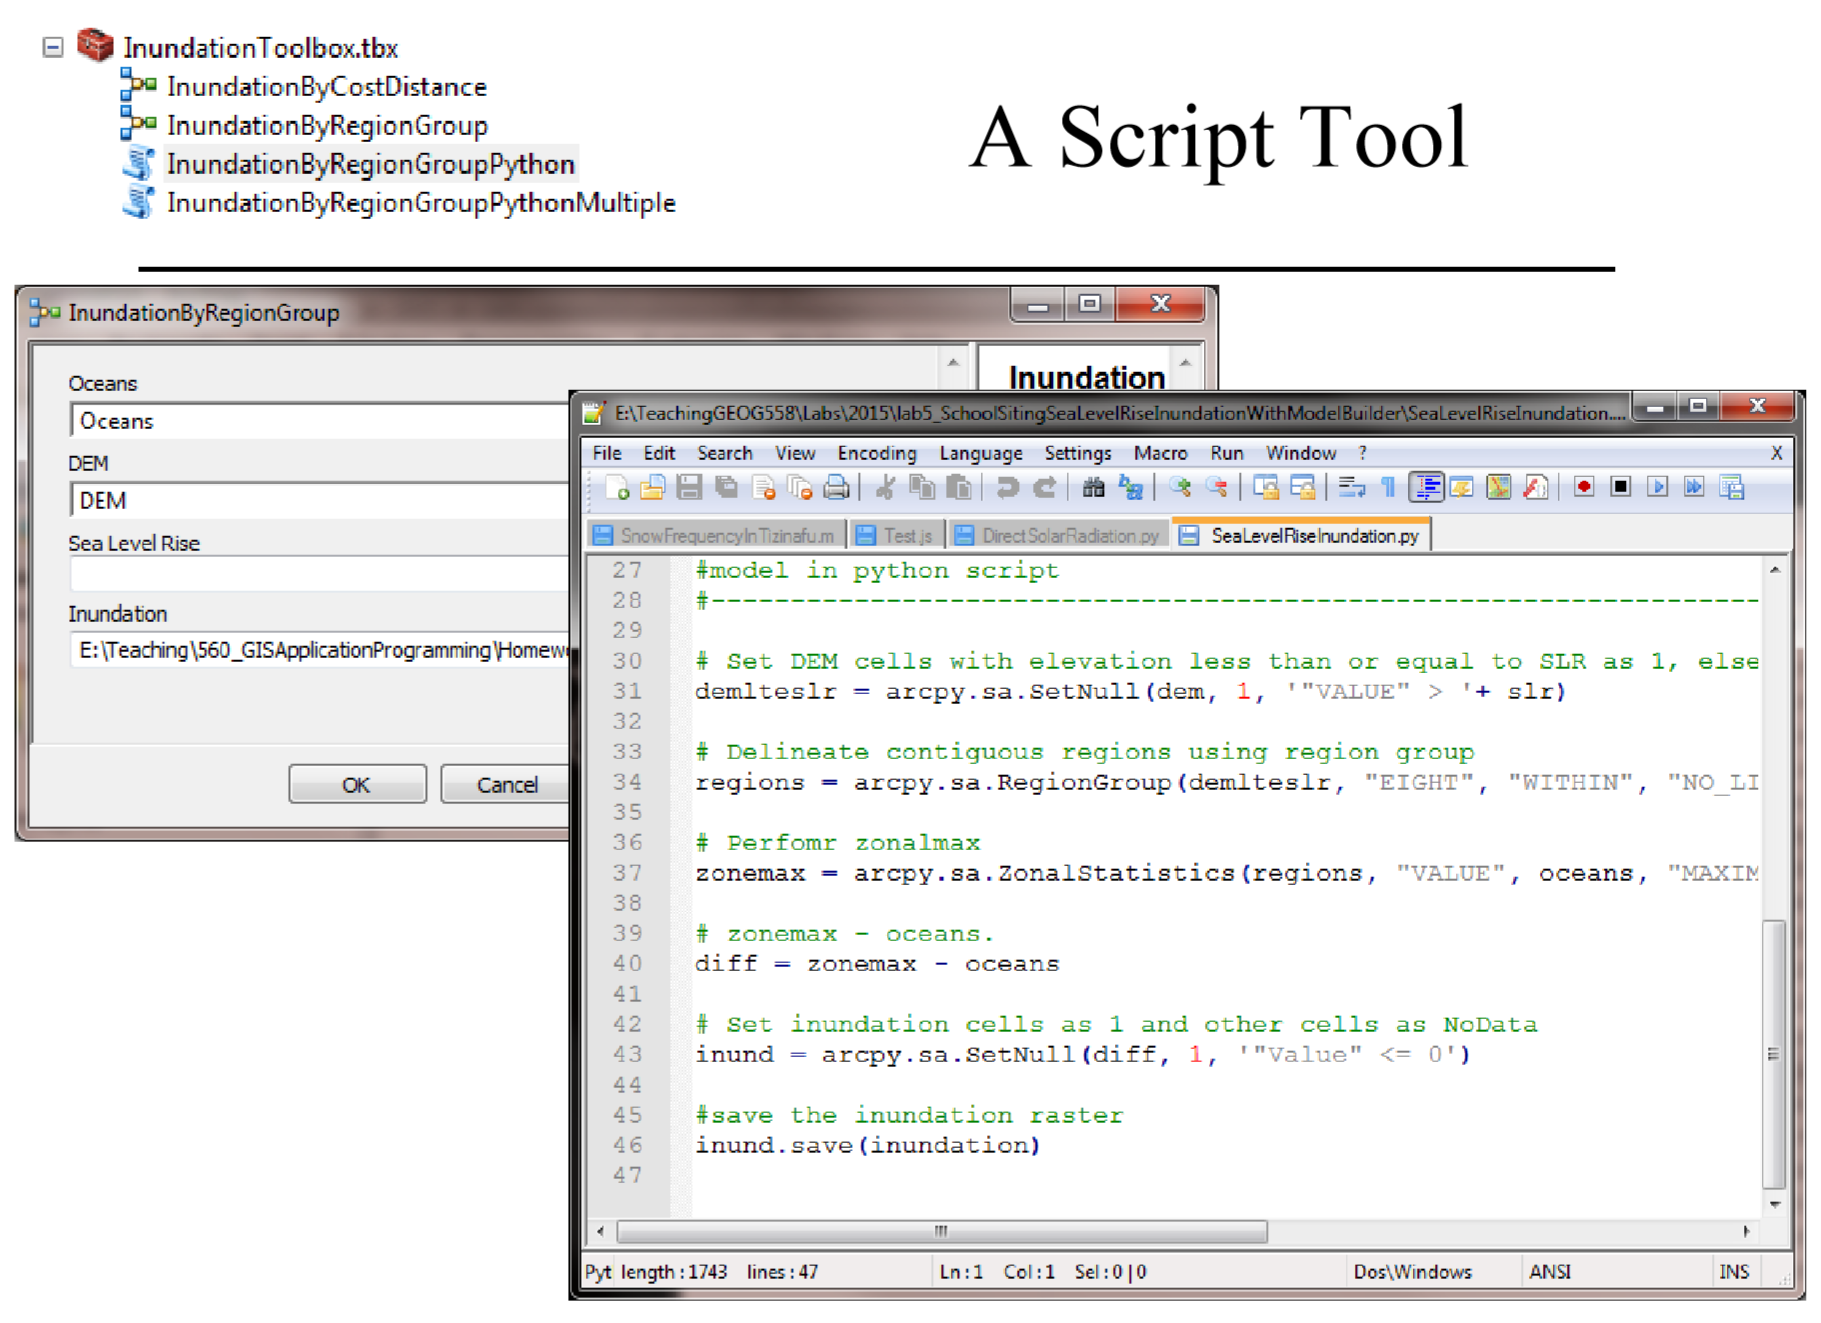 InundationToolbox.tbx
InundationByCostDistance
InundationByRegionGroup
InundationByRegionGroupPython
InundationByRegionGroupPythonMultiple
A Script Tool
InundationByRegionGroup
Oceans
Oceans
DEM
DEM
Sea Level Rise
Inundation
E:\Teaching\560_GISApplicationProgramming\Homew
OK Cancel
Inundation
E:\TeachingGEOG558\Labs\2015\lab5_SchoolSitingSeaLevelRiseInundationWithModelBuilder\SeaLevelRiseInundation....
File Edit Search View Encoding Language Settings Macro Run Window ? X
SnowFrequencyInTizinafu.m Test.js DirectSolarRadiation.py SeaLevelRiseInundation.py
27 #model in python script
28 #------------------------------------------------------------------
29
30 # Set DEM cells with elevation less than or equal to SLR as 1, else
31 demlteslr = arcpy.sa.SetNull(dem, 1, '"VALUE" > '+ slr)
32
33 # Delineate contiguous regions using region group
34 regions = arcpy.sa.RegionGroup(demlteslr, "EIGHT", "WITHIN", "NO_LI
35
36 # Perfomr zonalmax
37 zonemax = arcpy.sa.ZonalStatistics(regions, "VALUE", oceans, "MAXIM
38
39 # zonemax - oceans.
40 diff = zonemax - oceans
41
42 # Set inundation cells as 1 and other cells as NoData
43 inund = arcpy.sa.SetNull(diff, 1, '"Value" <= 0')
44
45 #save the inundation raster
46 inund.save(inundation)
47
Pyt length : 1743 lines : 47 Ln : 1 Col : 1 Sel : 0 | 0 Dos\Windows ANSI INS